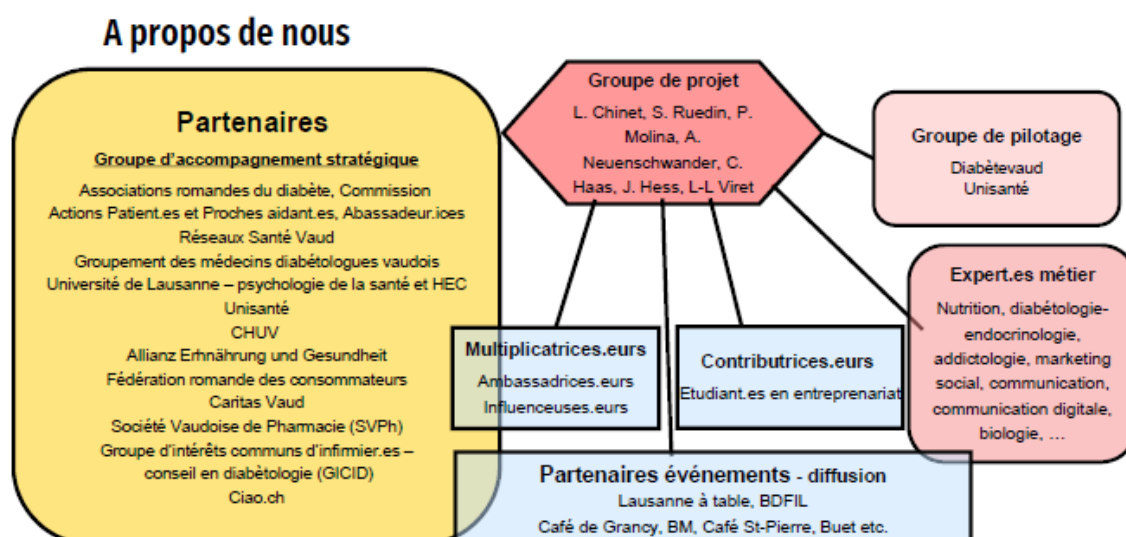 A propos de nous
Partenaires
Groupe d'accompagnement stratégique
Associations romandes du diabète, Commission
Actions Patient.es et Proches aidant.es, Abassadeur.ices
Réseaux Santé Vaud
Groupement des médecins diabétologues vaudois
Université de Lausanne – psychologie de la santé et HEC
Unisanté
CHUV
Allianz Erhnährung und Gesundheit
Fédération romande des consommateurs
Caritas Vaud
Société Vaudoise de Pharmacie (SVPh)
Groupe d'intérêts communs d'infirmier.es –
conseil en diabètologie (GICID)
Ciao.ch
Groupe de projet
L. Chinet, S. Ruedin, P.
Molina, A.
Neuenschwander, C.
Haas, J. Hess, L-L Viret
Groupe de pilotage
Diabètevaud
Unisanté
Expert.es métier
Nutrition, diabétologie-
endocrinologie,
addictologie, marketing
social, communication,
communication digitale,
biologie, …
Multiplicatrices.eurs
Ambassadrices.eurs
Influenceuses.eurs
Contributrices.eurs
Etudiant.es en entreprenariat
Partenaires événements - diffusion
Lausanne à table, BDFIL
Café de Grancy, BM, Café St-Pierre, Buet etc.